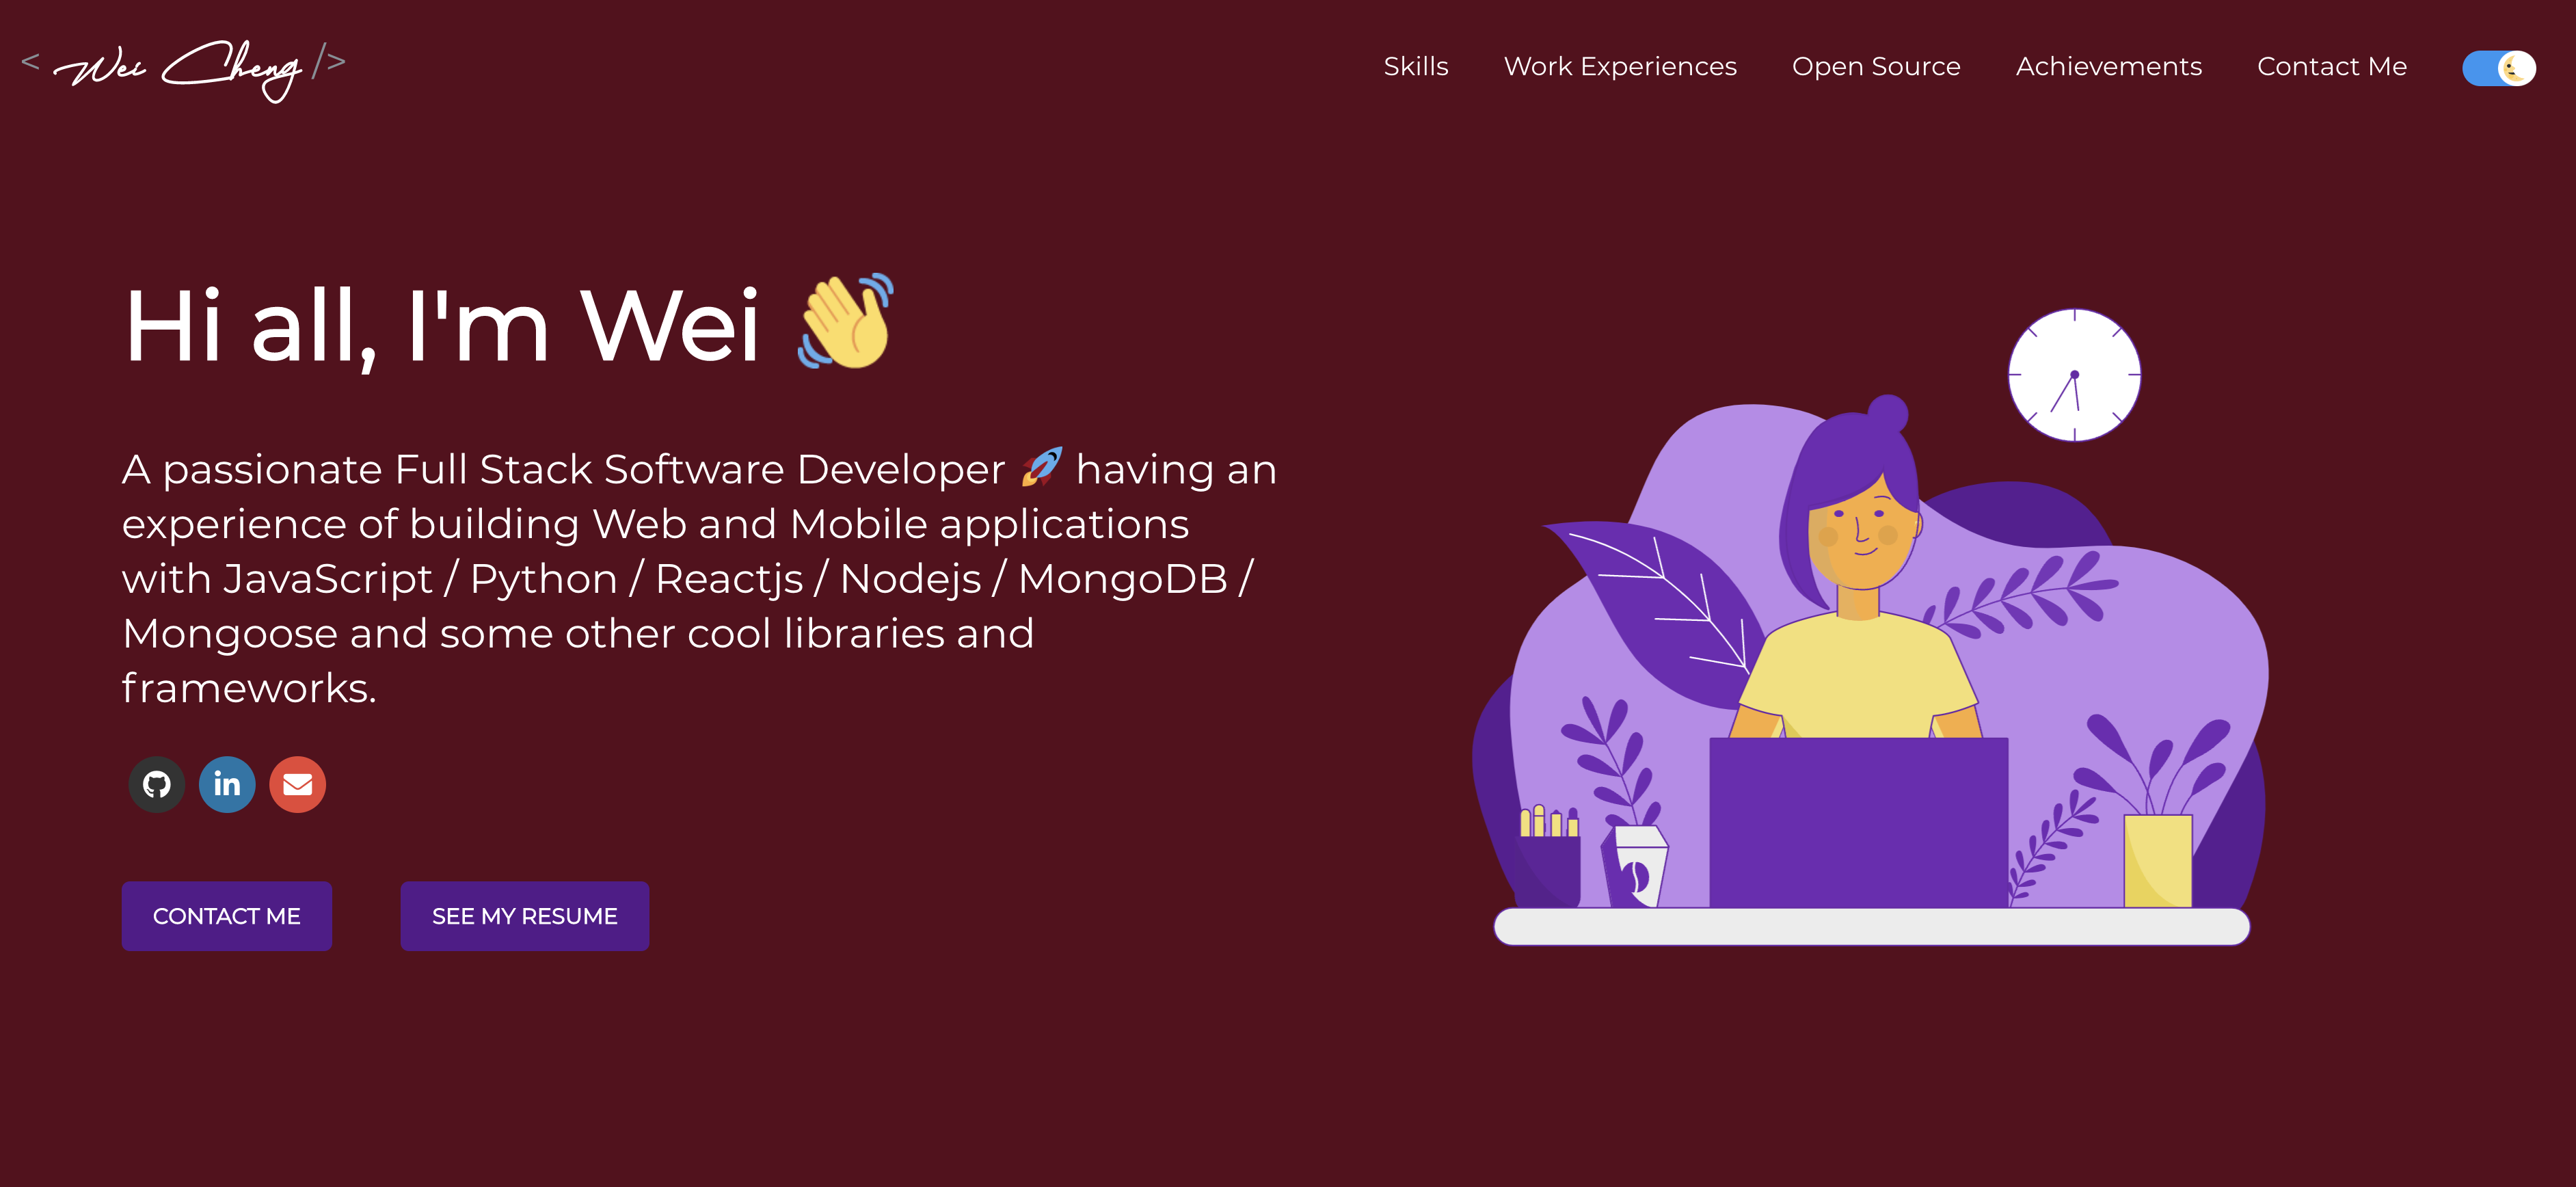 < Wei Cheng />
Skills
Work Experiences
Open Source
Achievements
Contact Me
Hi all, I'm Wei 👋
A passionate Full Stack Software Developer 🚀 having an
experience of building Web and Mobile applications
with JavaScript / Python / Reactjs / Nodejs / MongoDB /
Mongoose and some other cool libraries and
frameworks.
in
CONTACT ME
SEE MY RESUME